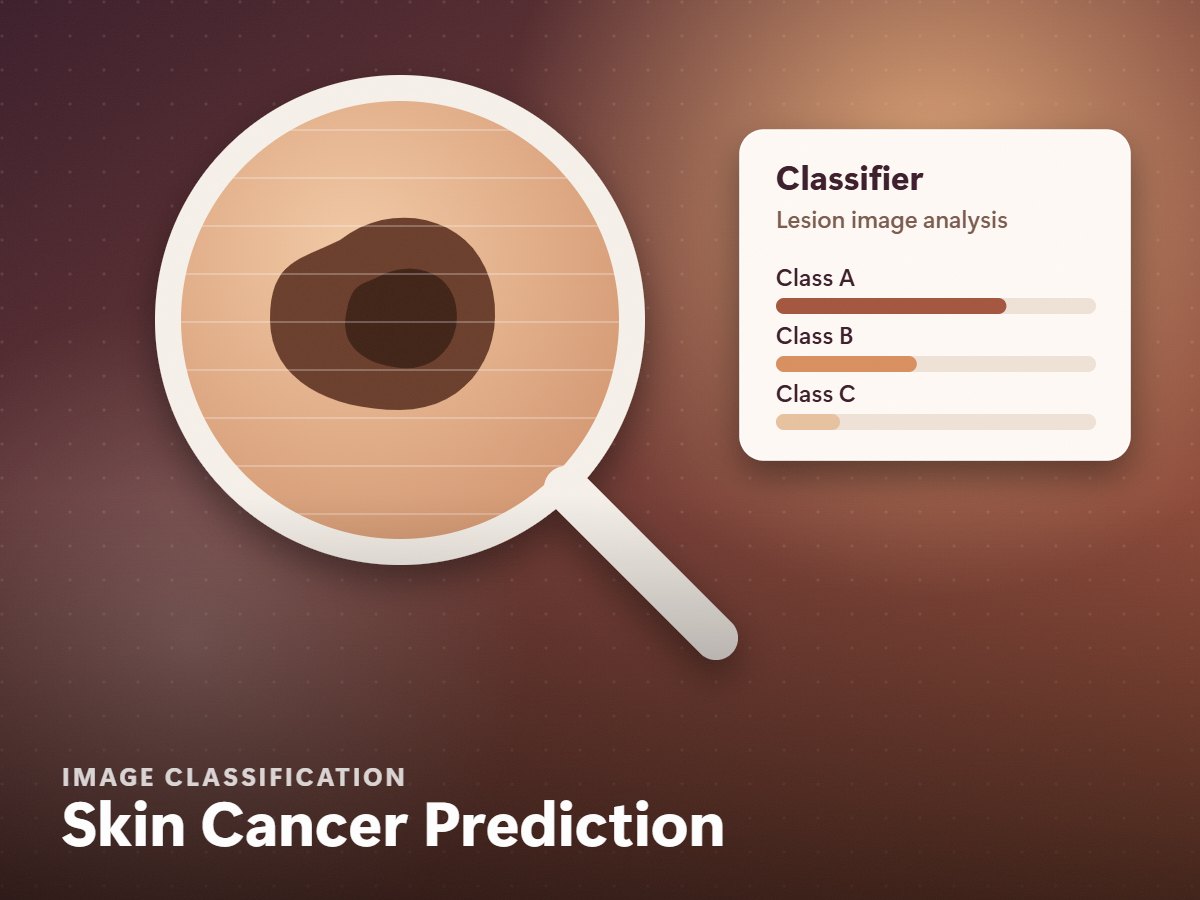 Classifier
Lesion image analysis
Class A
Class B
Class C
IMAGE CLASSIFICATION
Skin Cancer Prediction